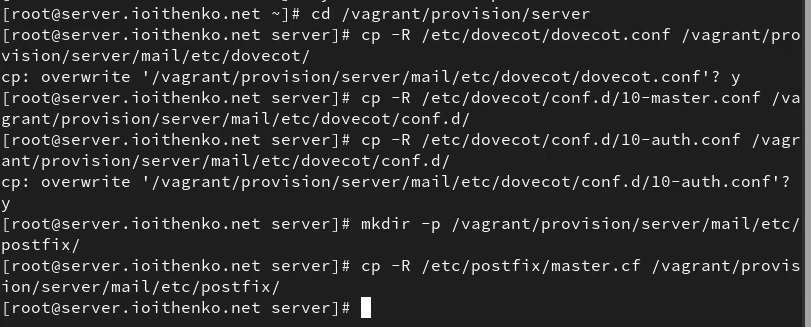 [root@server.ioithenko.net ~]# cd /vagrant/provision/server
[root@server.ioithenko.net server]# cp -R /etc/dovecot/dovecot.conf /vagrant/pro
vision/server/mail/etc/dovecot/
cp: overwrite '/vagrant/provision/server/mail/etc/dovecot/dovecot.conf'? y
[root@server.ioithenko.net server]# cp -R /etc/dovecot/conf.d/10-master.conf /va
grant/provision/server/mail/etc/dovecot/conf.d/
[root@server.ioithenko.net server]# cp -R /etc/dovecot/conf.d/10-auth.conf /vagr
ant/provision/server/mail/etc/dovecot/conf.d/
cp: overwrite '/vagrant/provision/server/mail/etc/dovecot/conf.d/10-auth.conf'?
y
[root@server.ioithenko.net server]# mkdir -p /vagrant/provision/server/mail/etc/
postfix/
[root@server.ioithenko.net server]# cp -R /etc/postfix/master.cf /vagrant/provis
ion/server/mail/etc/postfix/
[root@server.ioithenko.net server]#